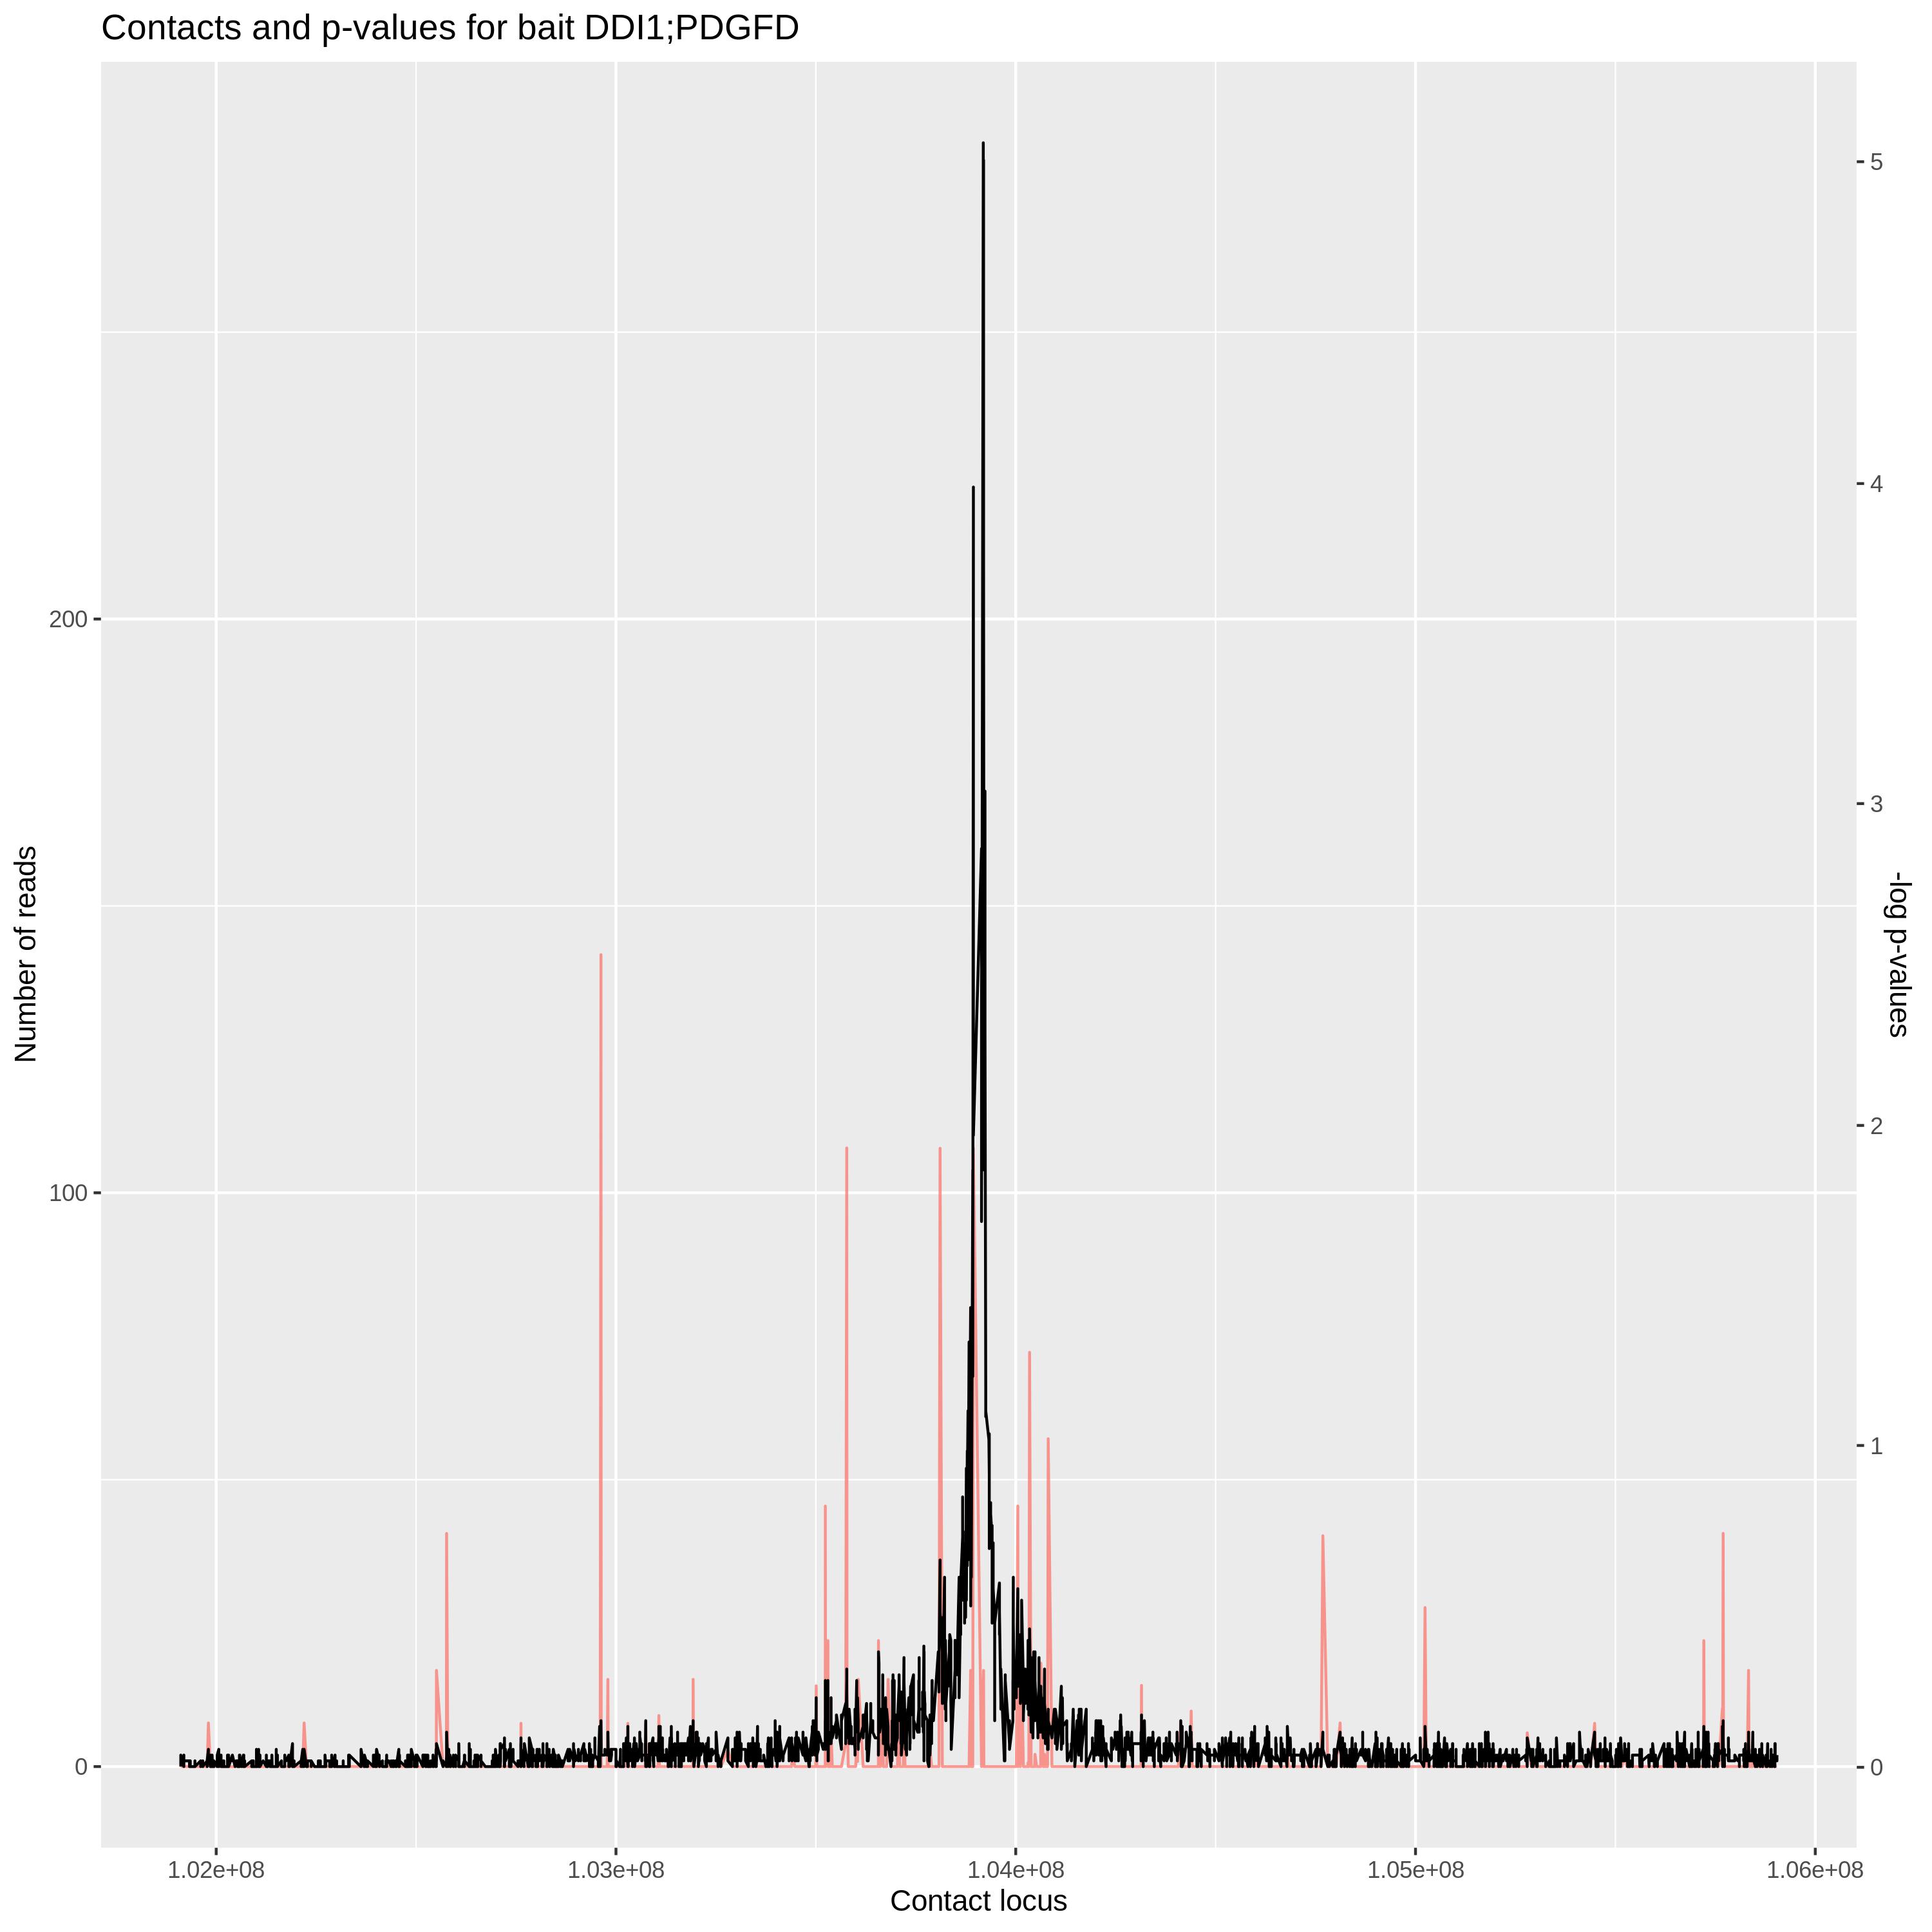 Contacts and p-values for bait DDI1;PDGFD
Number of reads
200
100
0
5
4
3
2
1
0
-log p-values
1.02e+08
1.03e+08
1.04e+08
1.05e+08
1.06e+08
Contact locus